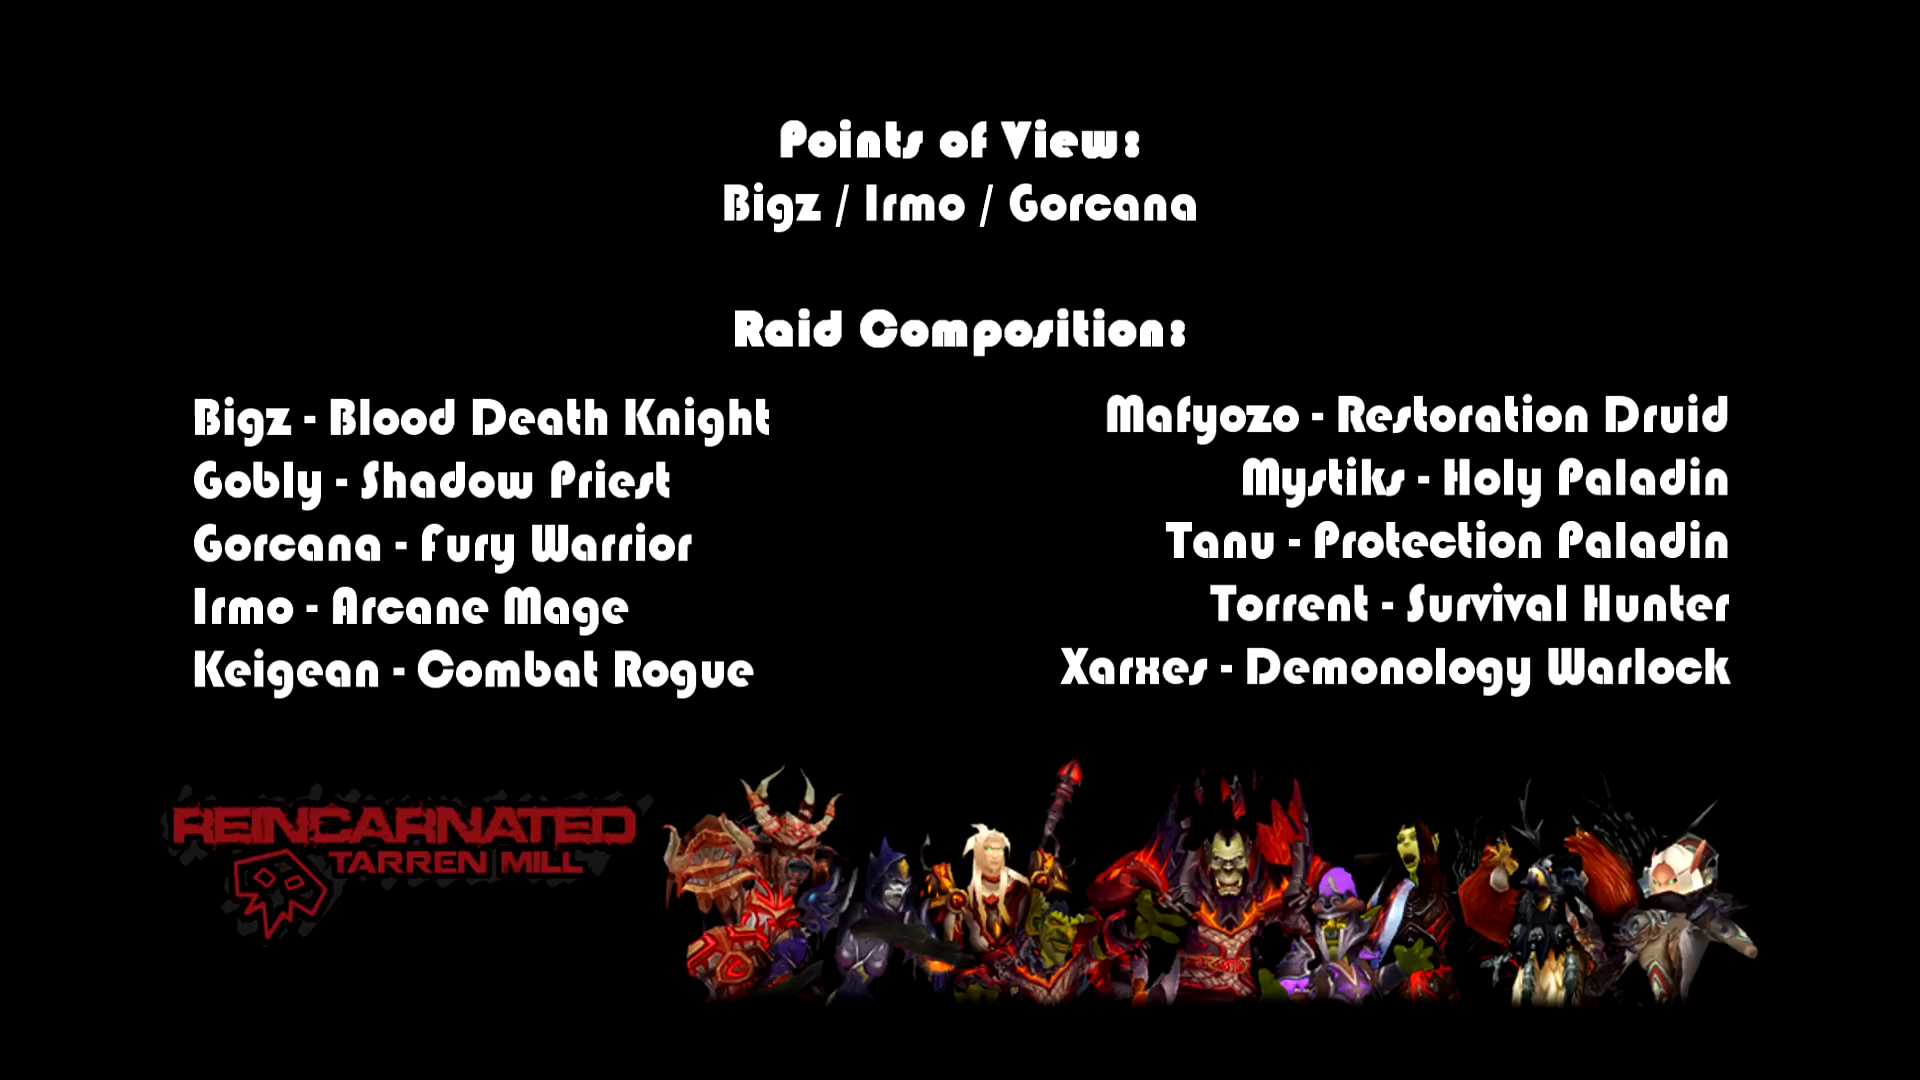 Points of View:
Bigz / Irmo / Gorcana
Raid Composition:
Bigz - Blood Death Knight
Gobly - Shadow Priest
Gorcana - Fury Warrior
Irmo - Arcane Mage
Keigean - Combat Rogue
Mafyozo - Restoration Druid
Mystiks - Holy Paladin
Tanu - Protection Paladin
Torrent - Survival Hunter
Xarxes - Demonology Warlock
REINCARNATED
TARREN MILL